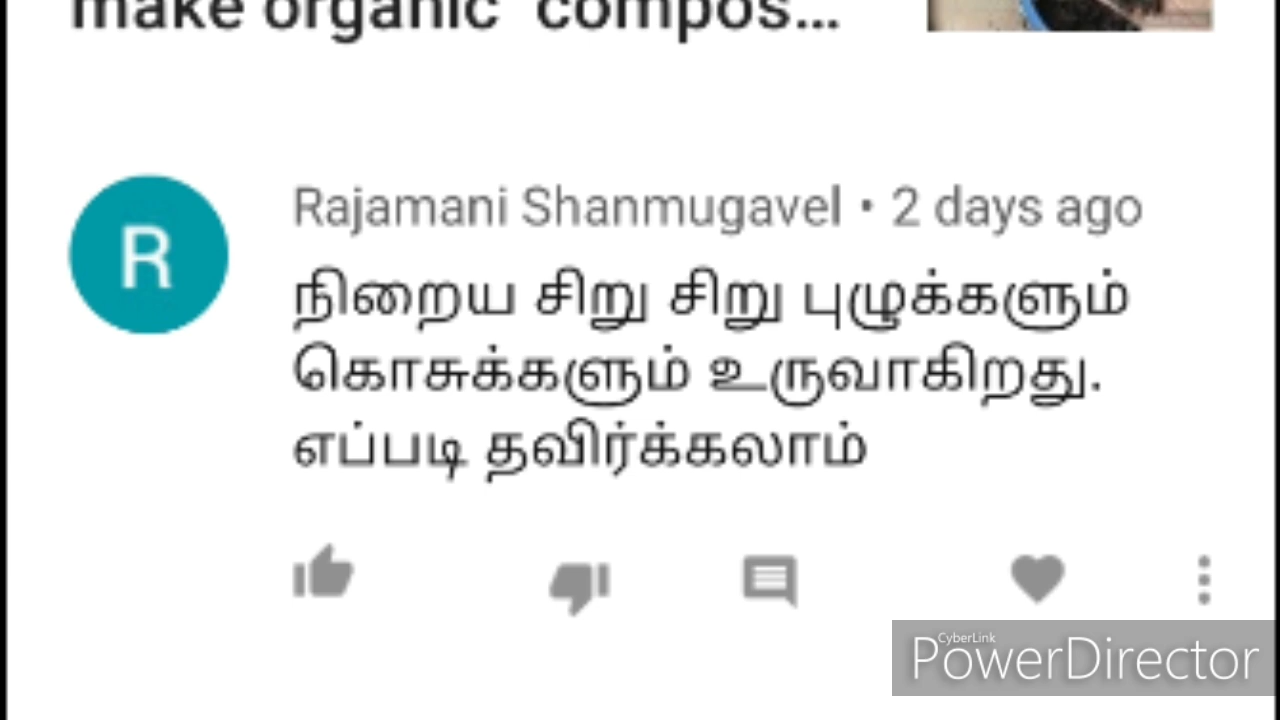 make organic compos...
Rajamani Shanmugavel • 2 days ago
R
நிறைய சிறு சிறு புழுக்களும்
கொசுக்களும் உருவாகிறது.
எப்படி தவிர்க்கலாம்
CyberLink
PowerDirector